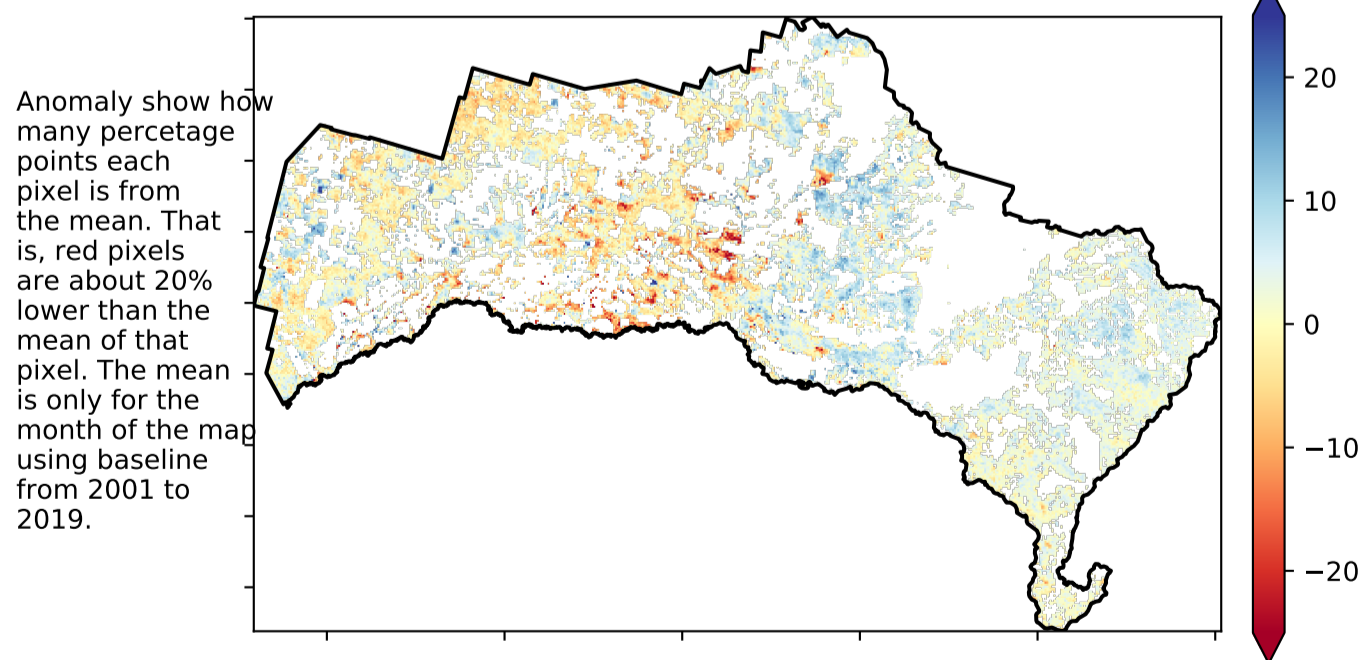 Anomaly show how
many percetage
points each
pixel is from
the mean. That
is, red pixels
are about 20%
lower than the
mean of that
pixel. The mean
is only for the
month of the map
using baseline
from 2001 to
2019.
20
10
0
−10
−20